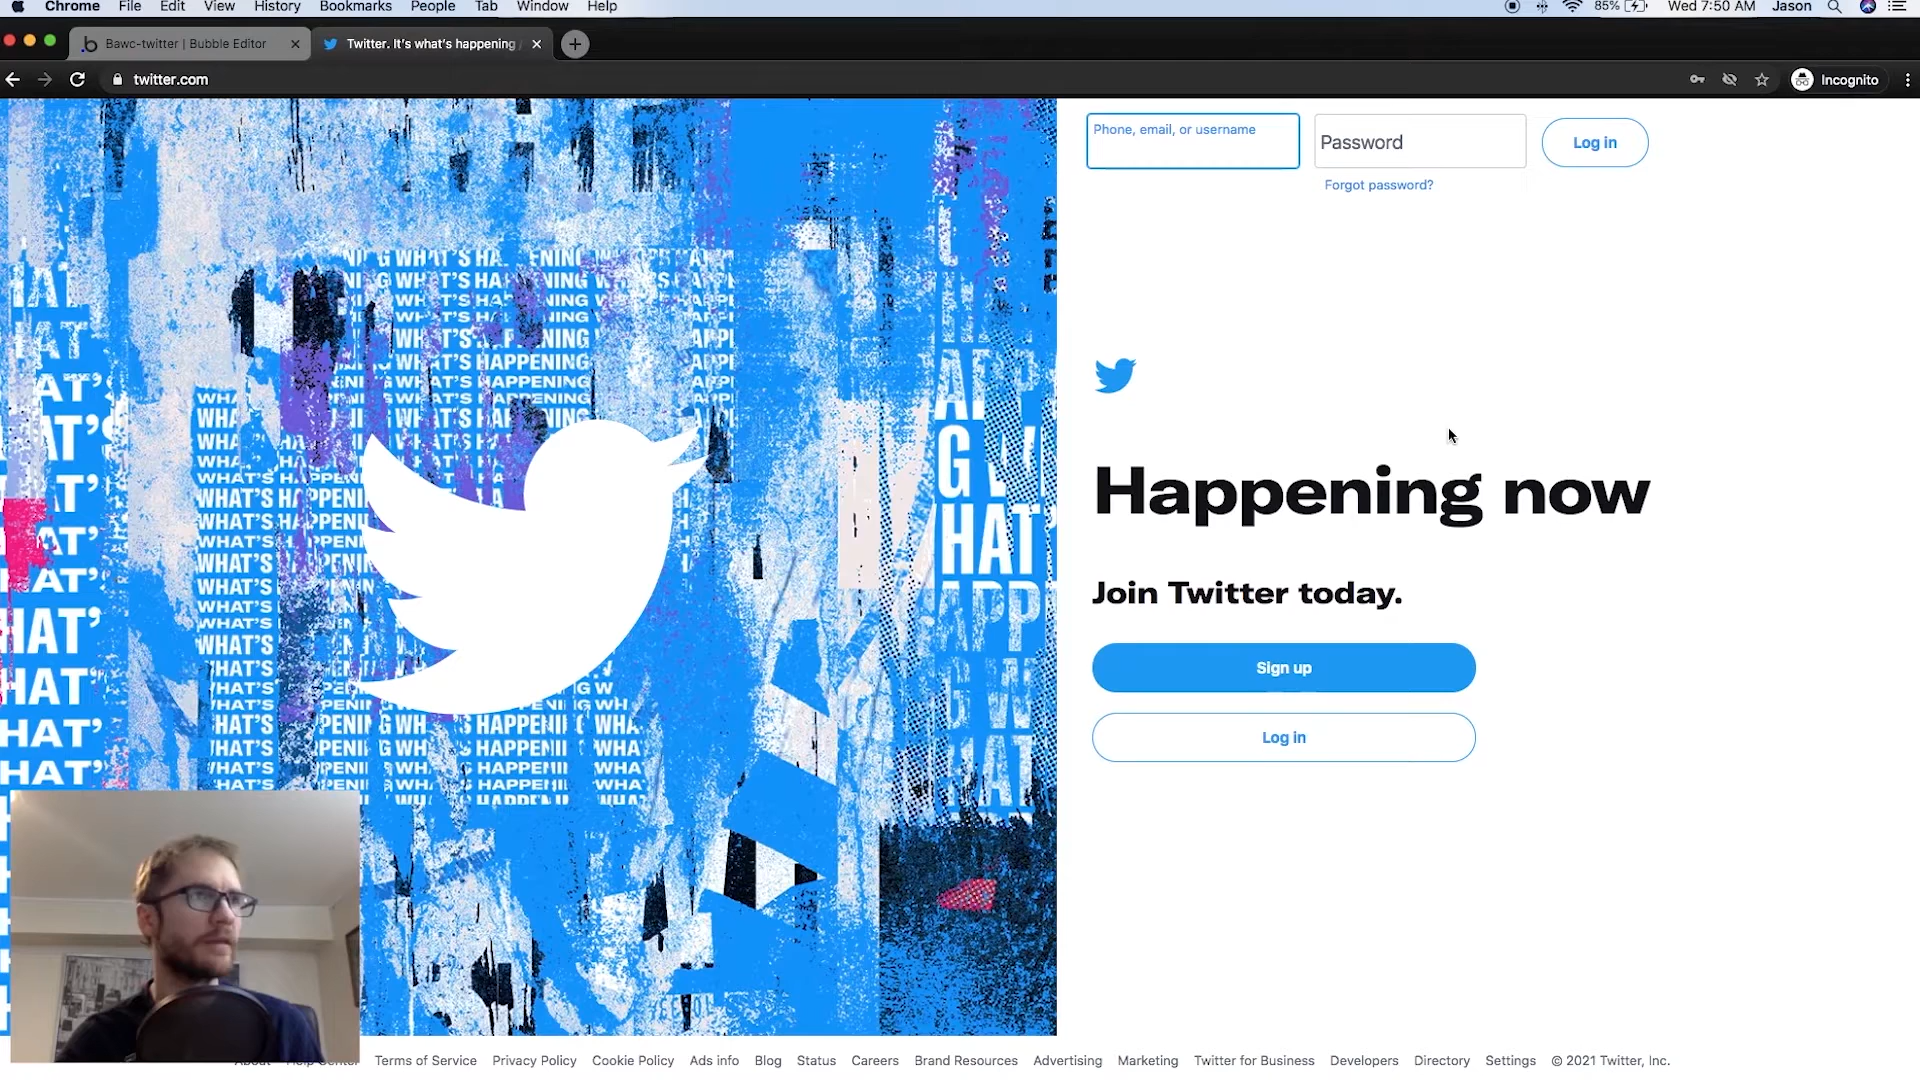 Chrome File Edit View History Bookmarks People Tab Window Help 85% Wed 7:50 AM Jason
Bawc-twitter | Bubble Editor Twitter. It's what's happening
twitter.com Incognito
Phone, email, or username
Password
Log in
Forgot password?
Happening now
Join Twitter today.
Sign up
Log in
WHAT'S HAPPENING
Terms of Service Privacy Policy Cookie Policy Ads info Blog Status Careers Brand Resources Advertising Marketing Twitter for Business Developers Directory Settings © 2021 Twitter, Inc.